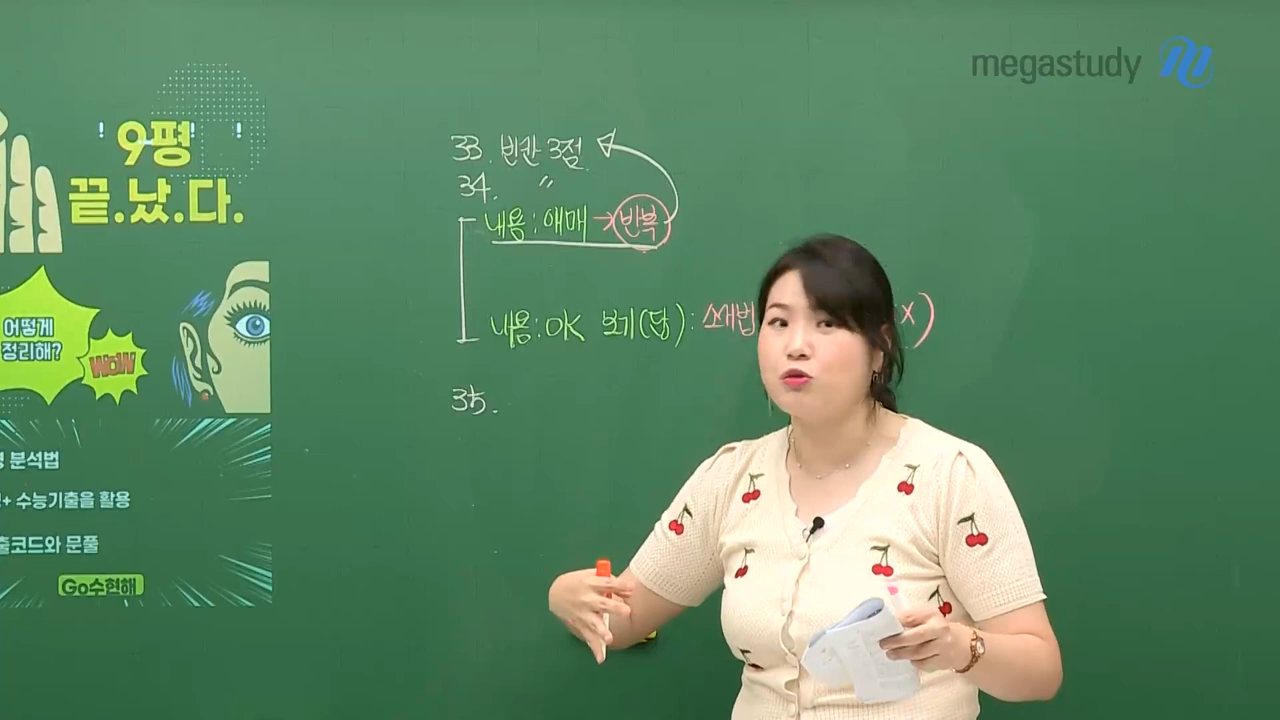 megastudy
9평
끝.났.다.
어떻게
정리해?
WOW
분석법
+ 수능기출을 활용
출코드와 문풀
Go수현해
33. 빈칸 3점
34. 〃
내용: 애매 → 반복
내용: OK 보기(답): 소재법
x)
35.